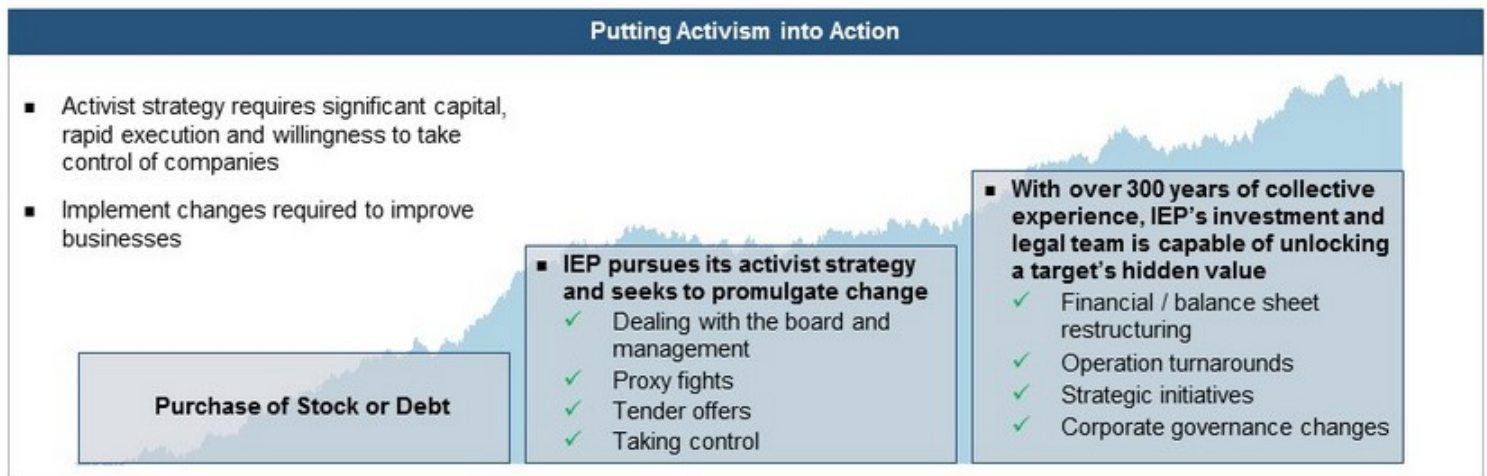 Putting Activism into Action
▪ Activist strategy requires significant capital,
rapid execution and willingness to take
control of companies
▪ Implement changes required to improve
businesses
Purchase of Stock or Debt
▪ IEP pursues its activist strategy
and seeks to promulgate change
✓ Dealing with the board and
management
✓ Proxy fights
✓ Tender offers
✓ Taking control
▪ With over 300 years of collective
experience, IEP's investment and
legal team is capable of unlocking
a target's hidden value
✓ Financial / balance sheet
restructuring
✓ Operation turnarounds
✓ Strategic initiatives
✓ Corporate governance changes